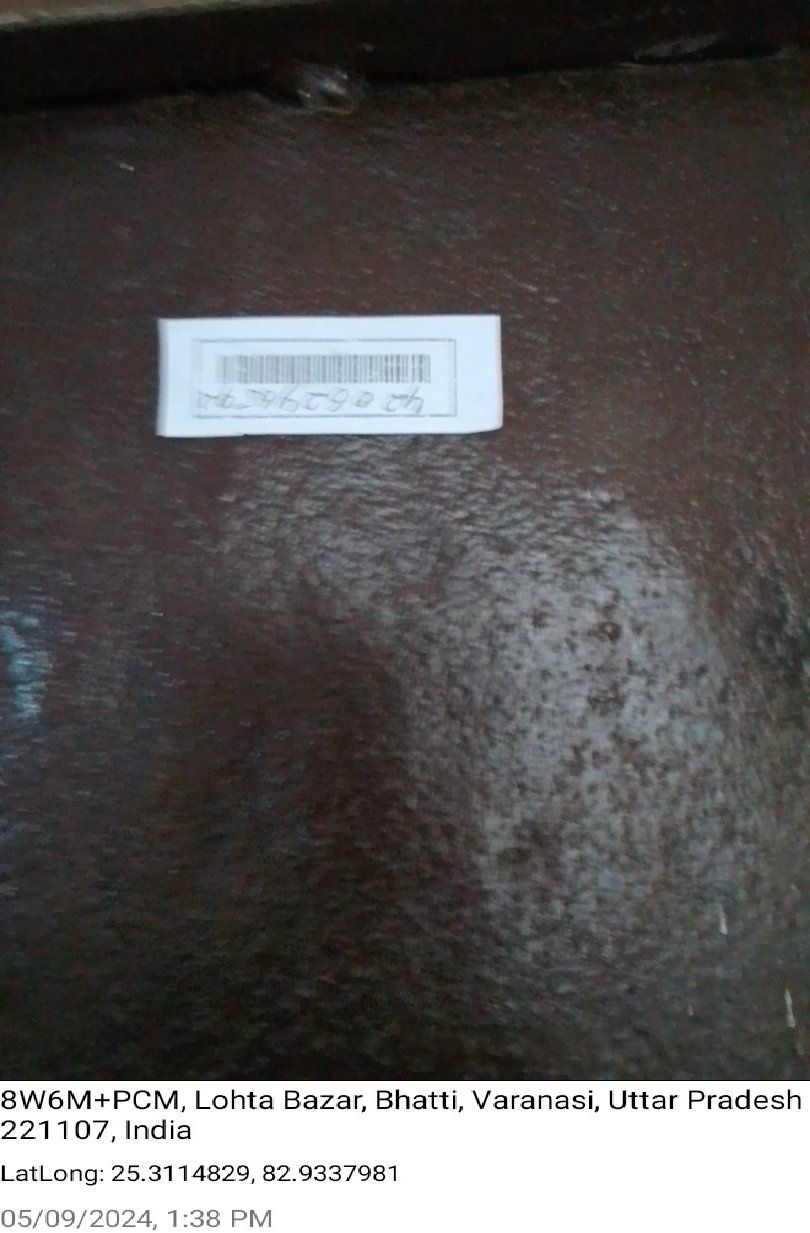 8W6M+PCM, Lohta Bazar, Bhatti, Varanasi, Uttar Pradesh
221107, India
LatLong: 25.3114829, 82.9337981
05/09/2024, 1:38 PM